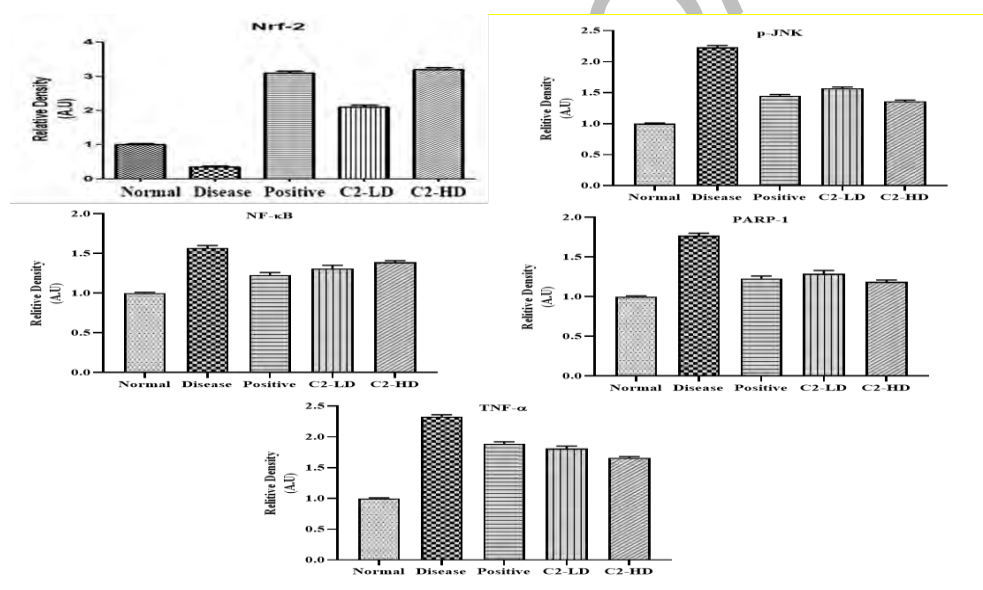 Nrf-2
Relative Density
(A.U)
4
3
2
1
0
Normal Disease Positive C2-LD C2-HD
p-JNK
Relitive Density
(A.U)
2.5
2.0
1.5
1.0
0.5
0.0
Normal Disease Positive C2-LD C2-HD
NF-κB
Relitive Density
(A.U)
2.0
1.5
1.0
0.5
0.0
Normal Disease Positive C2-LD C2-HD
PARP-1
Relitive Density
(A.U)
2.0
1.5
1.0
0.5
0.0
Normal Disease Positive C2-LD C2-HD
TNF-α
Relitive Density
(A.U)
2.5
2.0
1.5
1.0
0.5
0.0
Normal Disease Positive C2-LD C2-HD